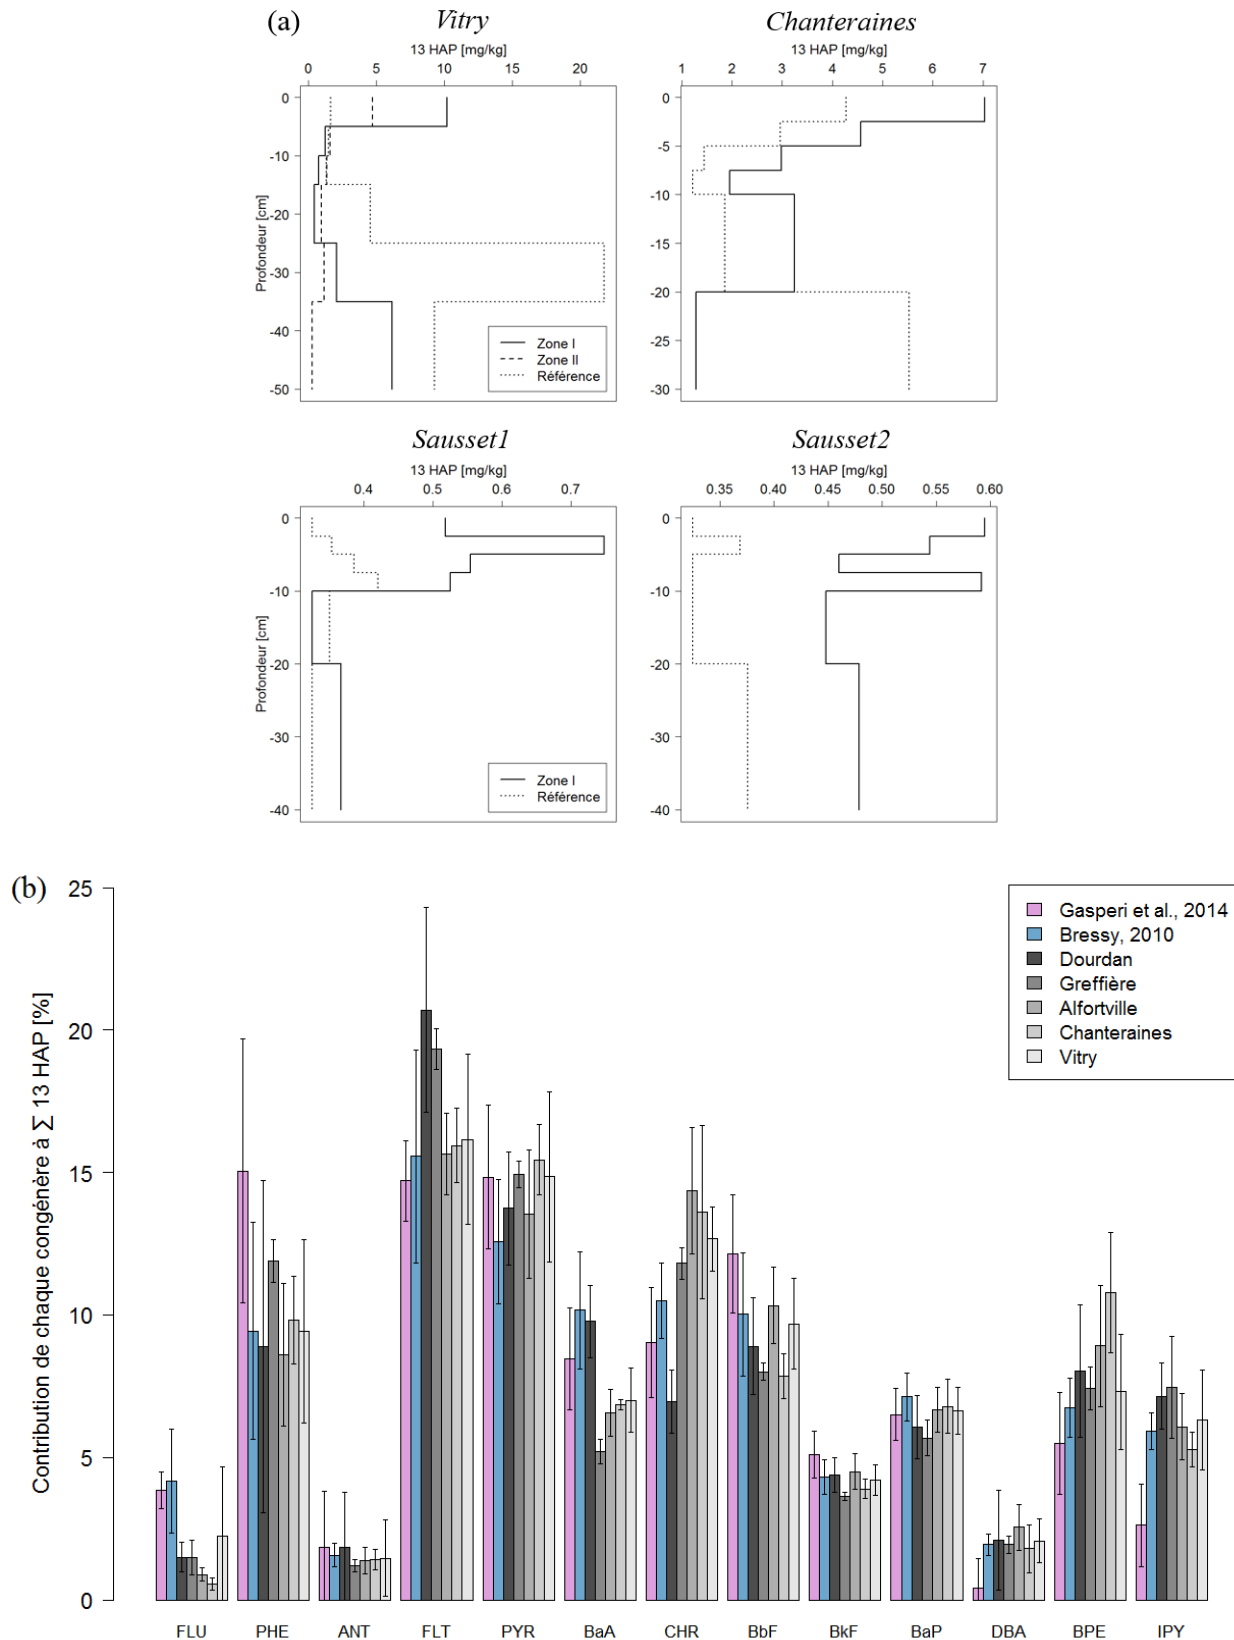 (a)
Vitry
Chanteraines
13 HAP [mg/kg]
13 HAP [mg/kg]
0 5 10 15 20
1 2 3 4 5 6 7
Profondeur [cm]
0
-10
-20
-30
-40
-50
Zone I
Zone II
Référence
0
-5
-10
-15
-20
-25
-30
Sausset1
Sausset2
13 HAP [mg/kg]
13 HAP [mg/kg]
0.4 0.5 0.6 0.7
0.35 0.40 0.45 0.50 0.55 0.60
Profondeur [cm]
0
-10
-20
-30
-40
Zone I
Référence
0
-10
-20
-30
-40
(b)
Contribution de chaque congénère à Σ 13 HAP [%]
25
20
15
10
5
0
Gasperi et al., 2014
Bressy, 2010
Dourdan
Greffière
Alfortville
Chanteraines
Vitry
FLU PHE ANT FLT PYR BaA CHR BbF BkF BaP DBA BPE IPY